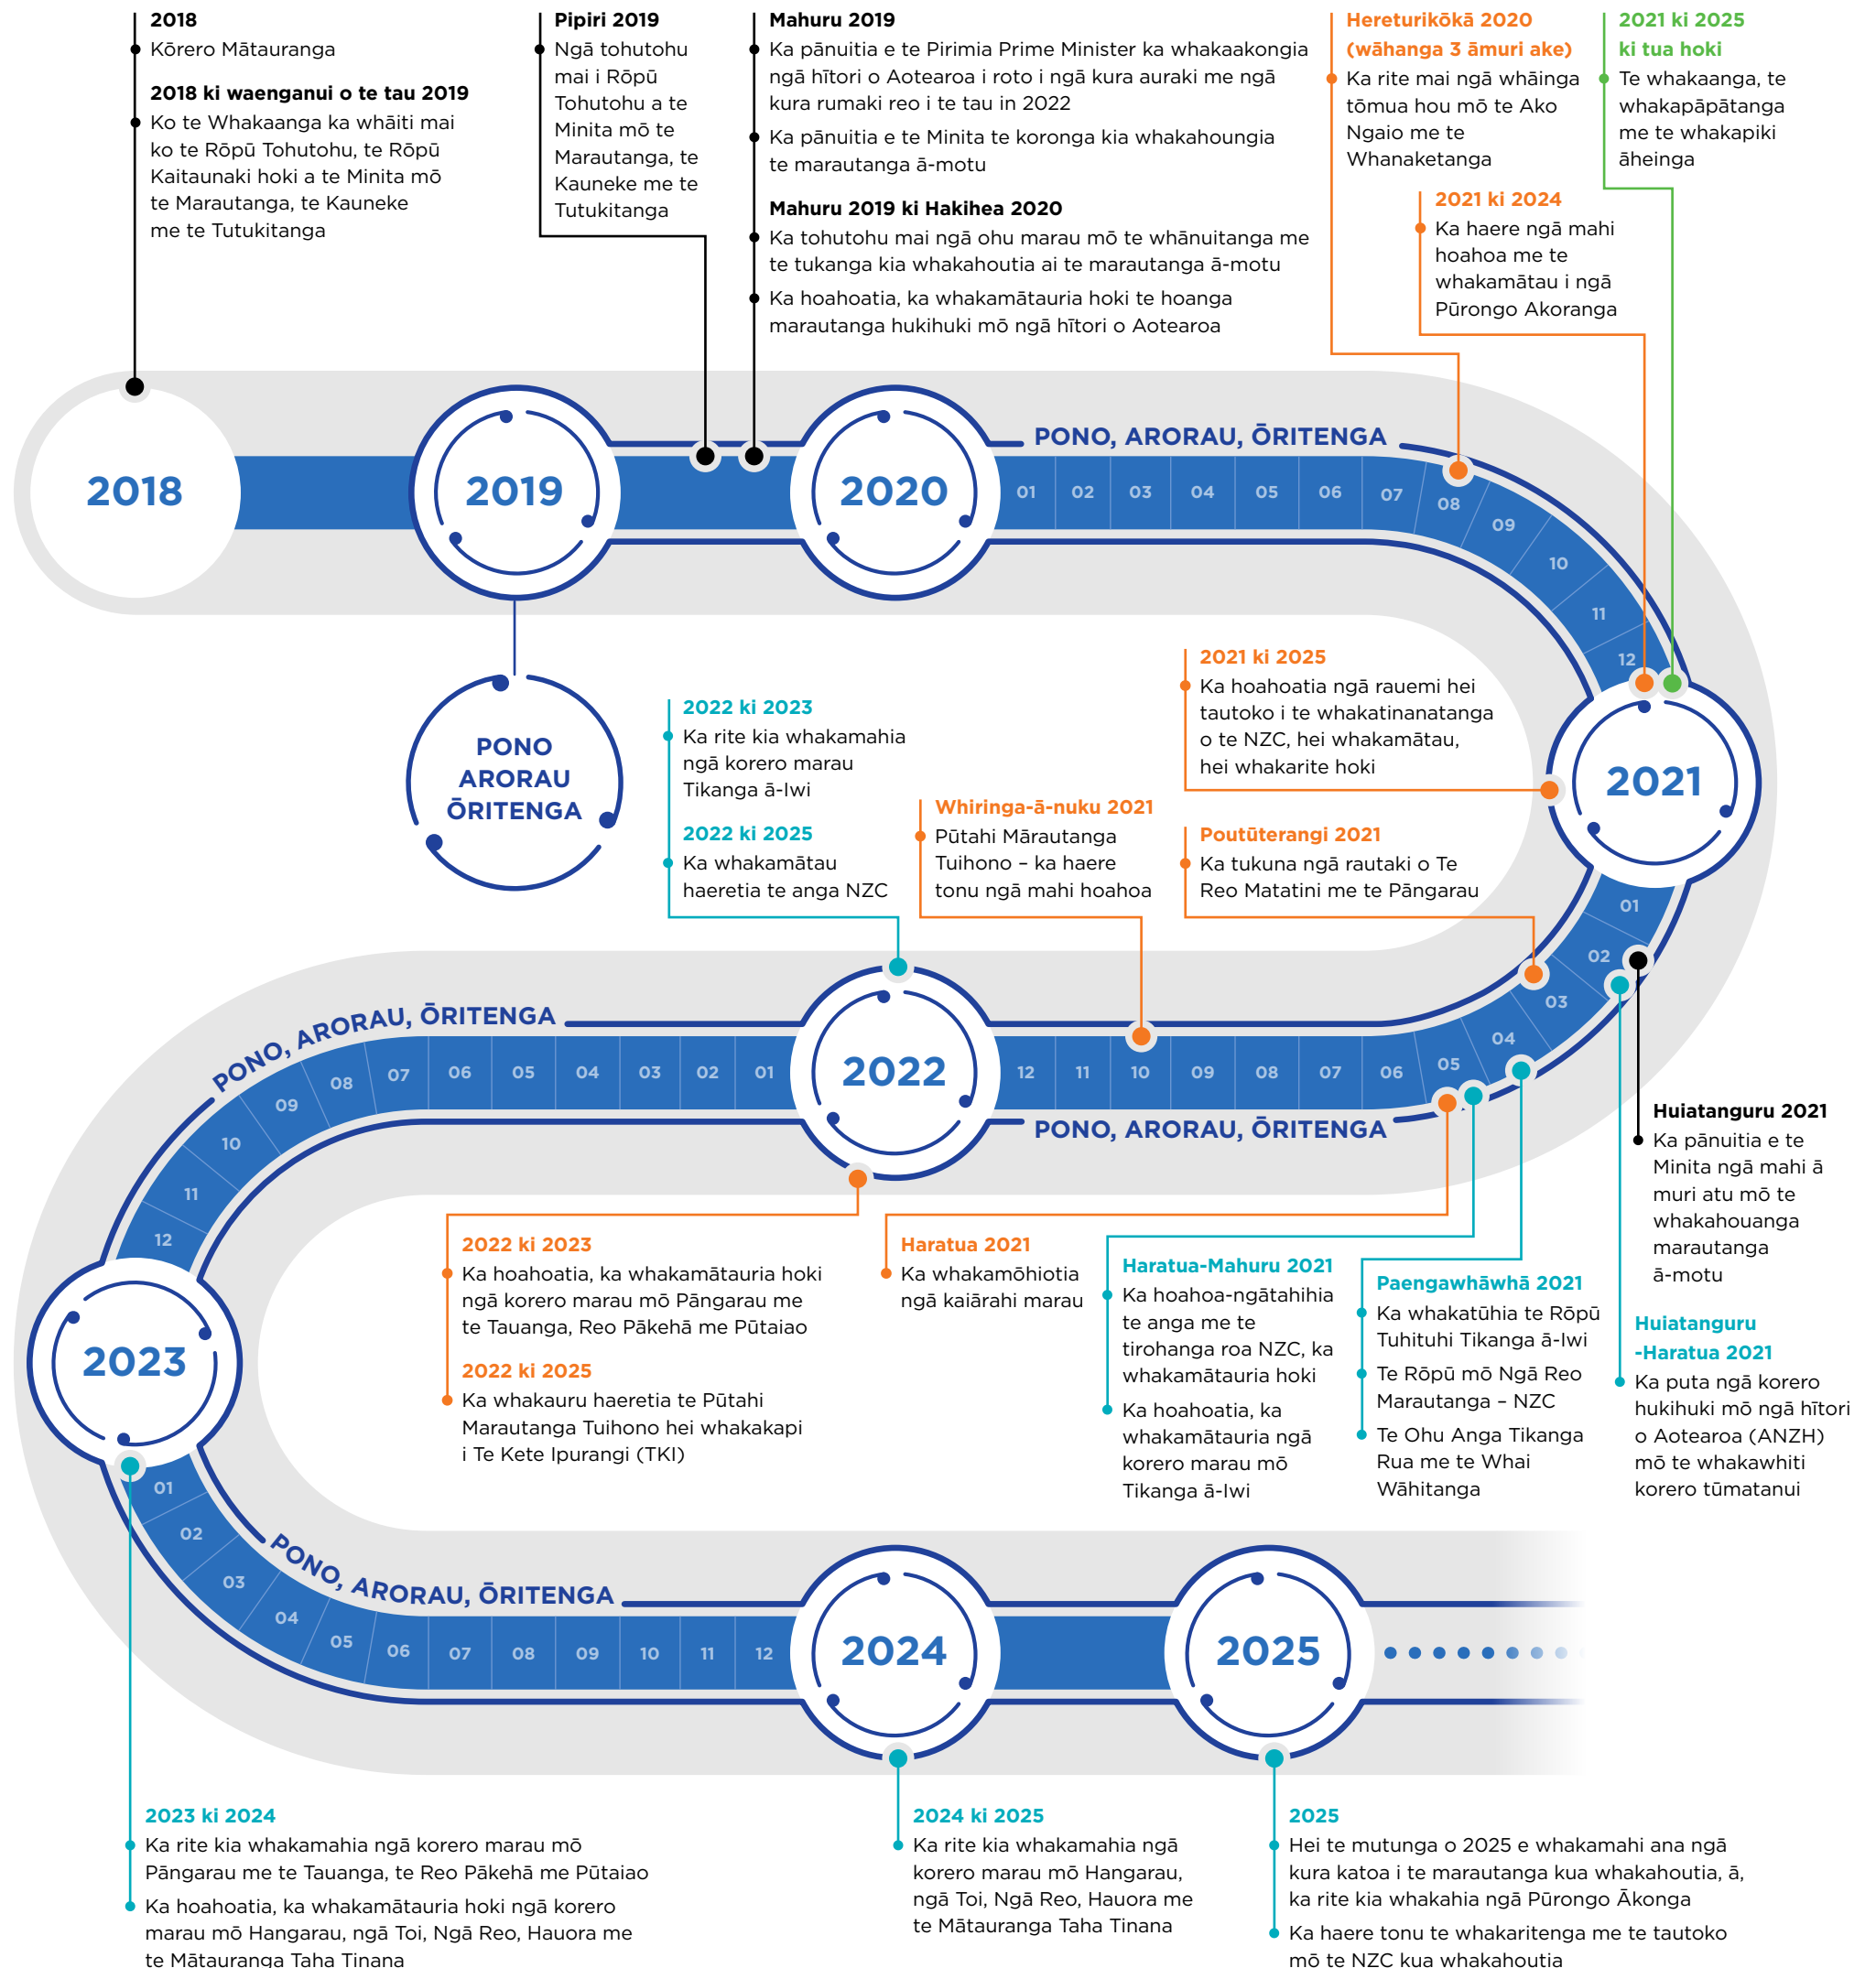 2018
Kōrero Mātauranga
2018 ki waenganui o te tau 2019
Ko te Whakaanga ka whāiti mai
ko te Rōpū Tohutohu, te Rōpū
Kaitaunaki hoki a te Minita mō
te Marautanga, te Kauneke
me te Tutukitanga
Pipiri 2019
Ngā tohutohu
mai i Rōpū
Tohutohu a te
Minita mō te
Marautanga, te
Kauneke me te
Tutukitanga
Mahuru 2019
Ka pānuitia e te Pirimia Prime Minister ka whakaakongia
ngā hītori o Aotearoa i roto i ngā kura auraki me ngā
kura rumaki reo i te tau in 2022
Ka pānuitia e te Minita te koronga kia whakahoungia
te marautanga ā-motu
Mahuru 2019 ki Hakihea 2020
Ka tohutohu mai ngā ohu marau mō te whānuitanga me
te tukanga kia whakahoutia ai te marautanga ā-motu
Ka hoahoatia, ka whakamātauria hoki te hoanga
marautanga hukihuki mō ngā hītori o Aotearoa
Hereturikōkā 2020
(wāhanga 3 āmuri ake)
Ka rite mai ngā whāinga
tōmua hou mō te Ako
Ngaio me te
Whanaketanga
2021 ki 2025
ki tua hoki
Te whakaanga, te
whakapāpātanga
me te whakapiki
āheinga
2021 ki 2024
Ka haere ngā mahi
hoahoa me te
whakamātau i ngā
Pūrongo Akoranga
2018
2019
2020
PONO, ARORAU, ŌRITENGA
01 02 03 04 05 06 07 08 09 10 11 12
PONO
ARORAU
ŌRITENGA
2021 ki 2025
Ka hoahoatia ngā rauemi hei
tautoko i te whakatinanatanga
o te NZC, hei whakamātau,
hei whakarite hoki
2021
2022 ki 2023
Ka rite kia whakamahia
ngā korero marau
Tikanga ā-Iwi
2022 ki 2025
Ka whakamātau
haeretia te anga NZC
Whiringa-ā-nuku 2021
Pūtahi Mārautanga
Tuihono – ka haere
tonu ngā mahi hoahoa
Poutūterangi 2021
Ka tukuna ngā rautaki o Te
Reo Matatini me te Pāngarau
01 02 03 04 05 06 07 08 09 10 11 12
PONO, ARORAU, ŌRITENGA
2022
PONO, ARORAU, ŌRITENGA
01 02 03 04 05 06 07 08 09 10 11 12
Huiatanguru 2021
Ka pānuitia e te
Minita ngā mahi ā
muri atu mō te
whakahouanga
marautanga
ā-motu
2022 ki 2023
Ka hoahoatia, ka whakamātauria hoki
ngā korero marau mō Pāngarau me
te Tauanga, Reo Pākehā me Pūtaiao
2022 ki 2025
Ka whakauru haeretia te Pūtahi
Marautanga Tuihono hei whakakapi
i Te Kete Ipurangi (TKI)
Haratua 2021
Ka whakamōhiotia
ngā kaiārahi marau
Haratua-Mahuru 2021
Ka hoahoa-ngātahihia
te anga me te
tirohanga roa NZC, ka
whakamātauria hoki
Ka hoahoatia, ka
whakamātauria ngā
korero marau mō
Tikanga ā-Iwi
Paengawhāwhā 2021
Ka whakatūhia te Rōpū
Tuhituhi Tikanga ā-Iwi
Te Rōpū mō Ngā Reo
Marautanga – NZC
Te Ohu Anga Tikanga
Rua me te Whai
Wāhitanga
Huiatanguru
-Haratua 2021
Ka puta ngā korero
hukihuki mō ngā hītori
o Aotearoa (ANZH)
mō te whakawhiti
korero tūmatanui
2023
01 02 03 04 05 06 07 08 09 10 11 12
PONO, ARORAU, ŌRITENGA
2024
2025
2023 ki 2024
Ka rite kia whakamahia ngā korero marau mō
Pāngarau me te Tauanga, te Reo Pākehā me Pūtaiao
Ka hoahoatia, ka whakamātauria hoki ngā korero
marau mō Hangarau, ngā Toi, Ngā Reo, Hauora me
te Mātauranga Taha Tinana
2024 ki 2025
Ka rite kia whakamahia ngā
korero marau mō Hangarau,
ngā Toi, Ngā Reo, Hauora me
te Mātauranga Taha Tinana
2025
Hei te mutunga o 2025 e whakamahi ana ngā
kura katoa i te marautanga kua whakahoutia, ā,
ka rite kia whakahia ngā Pūrongo Ākonga
Ka haere tonu te whakaritenga me te tautoko
mō te NZC kua whakahoutia